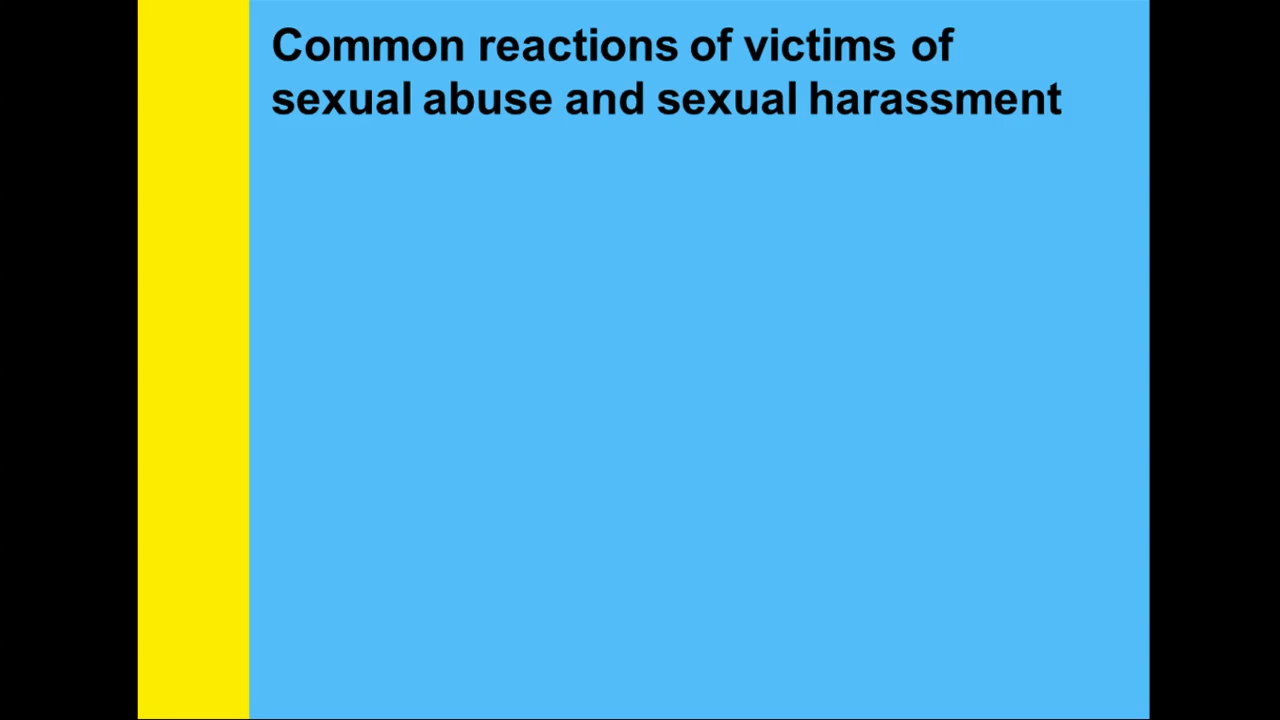 Common reactions of victims of
sexual abuse and sexual harassment